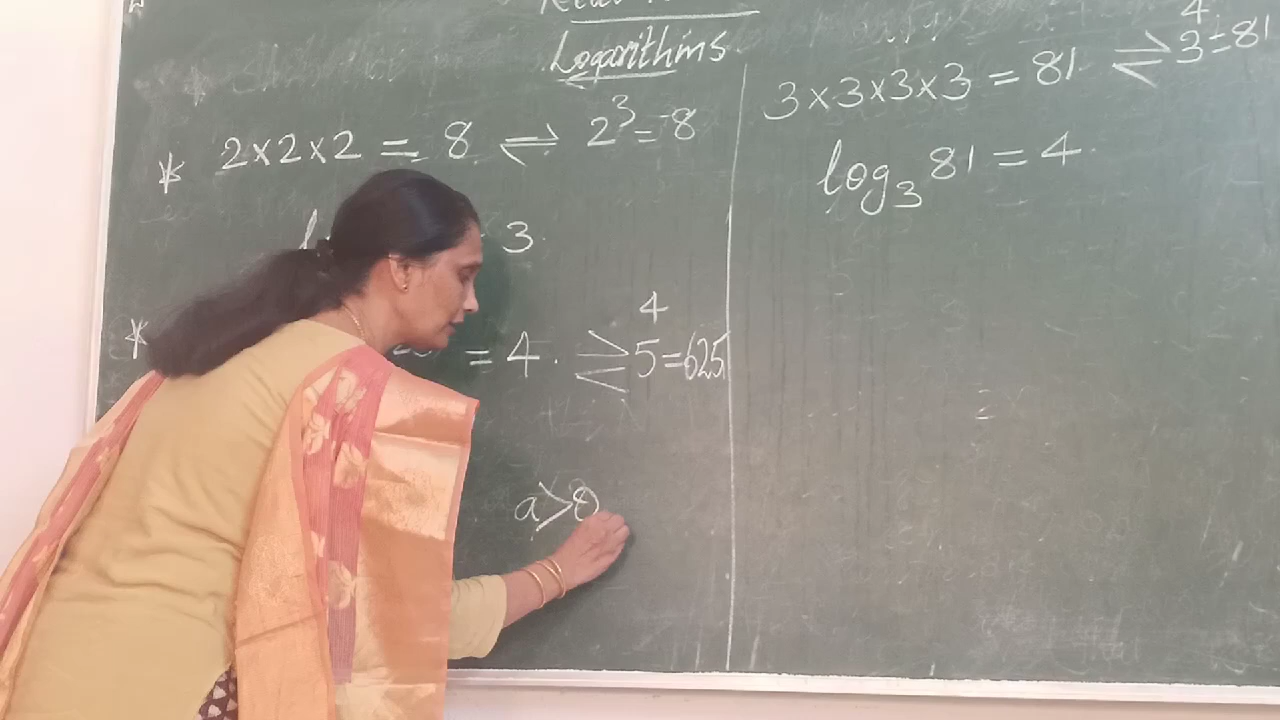 Logarithms
* 2×2×2 = 8 ⇌ 2³ = 8
3
* = 4 ⇌ 5⁴ = 625
a>0
3×3×3×3 = 81 ⇌ 3⁴ = 81
log₃ 81 = 4